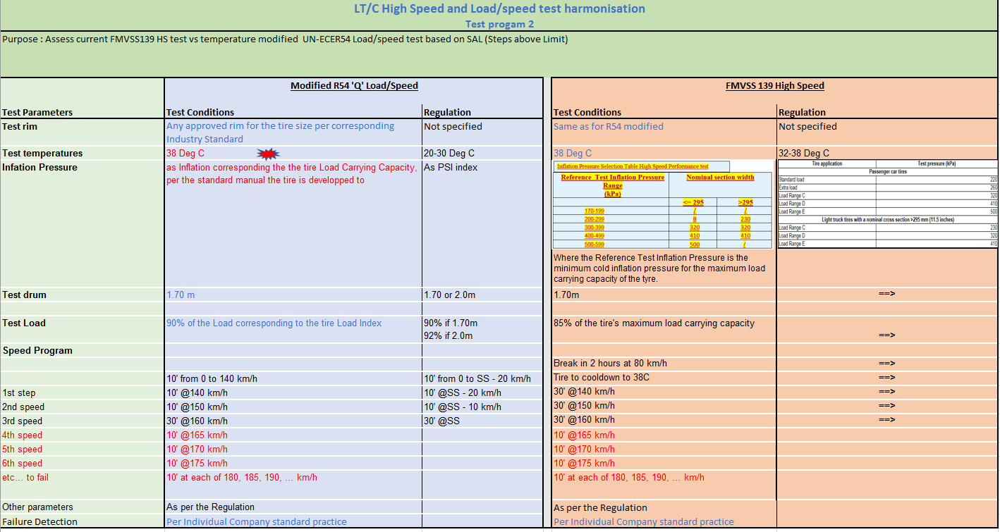 LT/C High Speed and Load/speed test harmonisation
Test progam 2
Purpose : Assess current FMVSS139 HS test vs temperature modified UN-ECER54 Load/speed test based on SAL (Steps above Limit)
Modified R54 'Q' Load/Speed
FMVSS 139 High Speed
Test Parameters
Test Conditions
Regulation
Test Conditions
Regulation
Test rim
Any approved rim for the tire size per corresponding
Industry Standard
Not specified
Same as for R54 modified
Not specified
Test temperatures
38 Deg C
20-30 Deg C
38 Deg C
32-38 Deg C
Infation Pressure
as Inflation corresponding the the tire Load Carrying Capacity,
per the standard manual the tire is developped to
As PSI index
Inflation Pressure Selection Table High Speed Performance test
Reference Test Inflation Pressure
Range
(kPa)
Nominal section width
<= 295
>295
170-199
/
/
200-299
B
230
300-399
320
320
400-499
410
410
500-599
500
/
Where the Reference Test Inflation Pressure is the
minimum cold inflation pressure for the maximum load
carrying capacity of the tyre.
Tire application
Test pressure (kPa)
Passenger car tires
Standard load
220
Extra load
260
Load Range C
320
Load Range D
410
Load Range E
500
Light truck tires with a nominal cross section >295 mm (11.5 inches)
Load Range C
230
Load Range D
320
Load Range E
410
Test drum
1.70 m
1.70 or 2.0m
1.70m
==>
Test Load
90% of the Load corresponding to the tire Load Index
90% if 1.70m
92% if 2.0m
85% of the tire's maximum load carrying capacity
==>
Speed Program
Break in 2 hours at 80 km/h
==>
10' from 0 to 140 km/h
10' from 0 to SS - 20 km/h
Tire to cooldown to 38C
==>
1st step
10' @140 km/h
10' @SS - 20 km/h
30' @140 km/h
==>
2nd speed
10' @150 km/h
10' @SS - 10 km/h
30' @150 km/h
==>
3rd speed
30' @160 km/h
30' @SS
30' @160 km/h
==>
4th speed
10' @165 km/h
10' @165 km/h
5th speed
10' @170 km/h
10' @170 km/h
6th speed
10' @175 km/h
10' @175 km/h
etc... to fail
10' at each of 180, 185, 190, ... km/h
10' at each of 180, 185, 190, ... km/h
Other parameters
As per the Regulation
As per the Regulation
Failure Detection
Per Individual Company standard practice
Per Individual Company standard practice